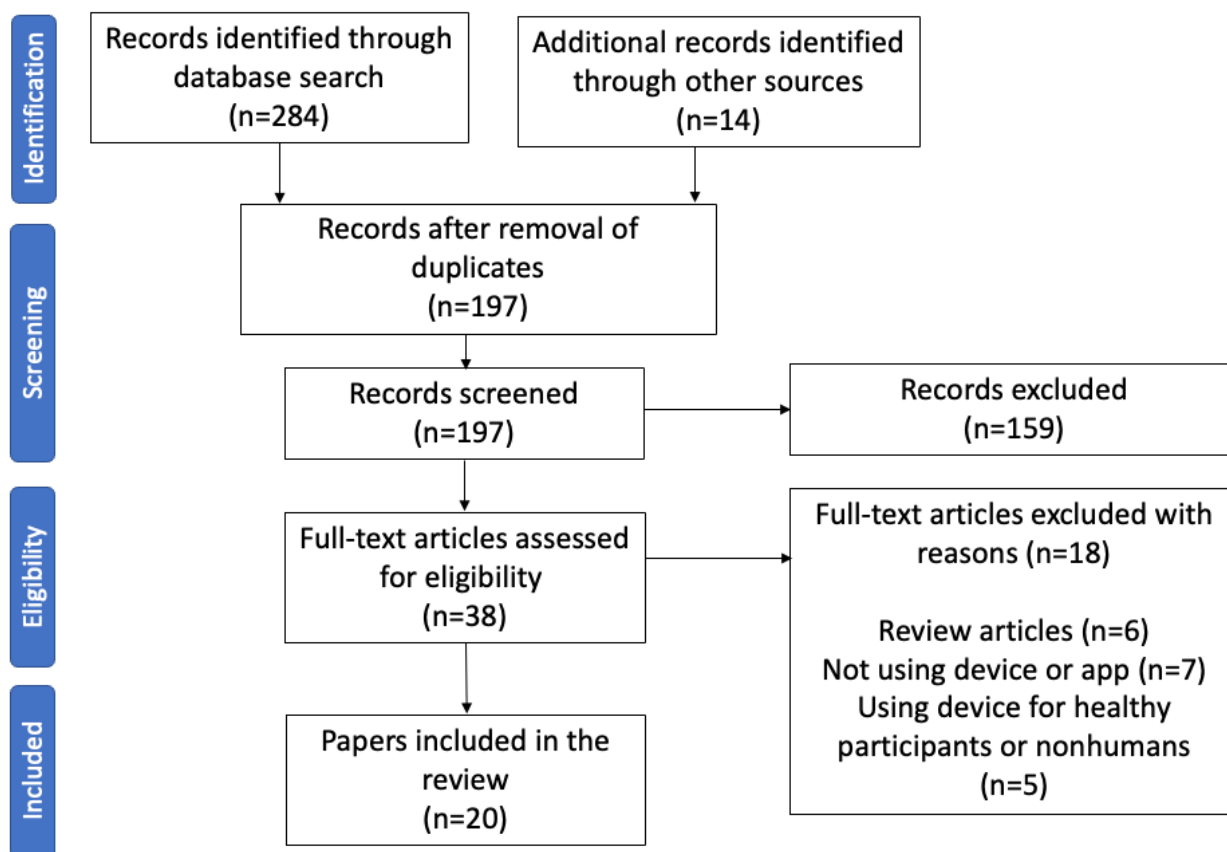 Identification
Records identified through
database search
(n=284)
Additional records identified
through other sources
(n=14)
Screening
Records after removal of
duplicates
(n=197)
Records screened
(n=197)
Records excluded
(n=159)
Eligibility
Full-text articles assessed
for eligibility
(n=38)
Full-text articles excluded with
reasons (n=18)
Review articles (n=6)
Not using device or app (n=7)
Using device for healthy
participants or nonhumans
(n=5)
Included
Papers included in the
review
(n=20)